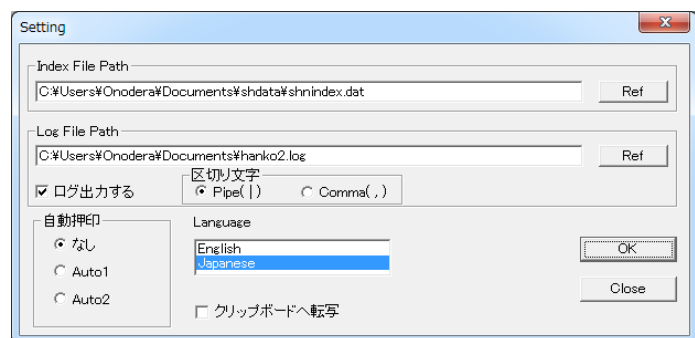 Setting
Index File Path
C:¥Users¥Onodera¥Documents¥shdata¥shnindex.dat
Ref
Log File Path
C:¥Users¥Onodera¥Documents¥hanko2.log
Ref
ログ出力する
区切り文字
Pipe(|)
Comma(,)
自動押印
なし
Auto1
Auto2
Language
English
Japanese
クリップボードへ転写
OK
Close